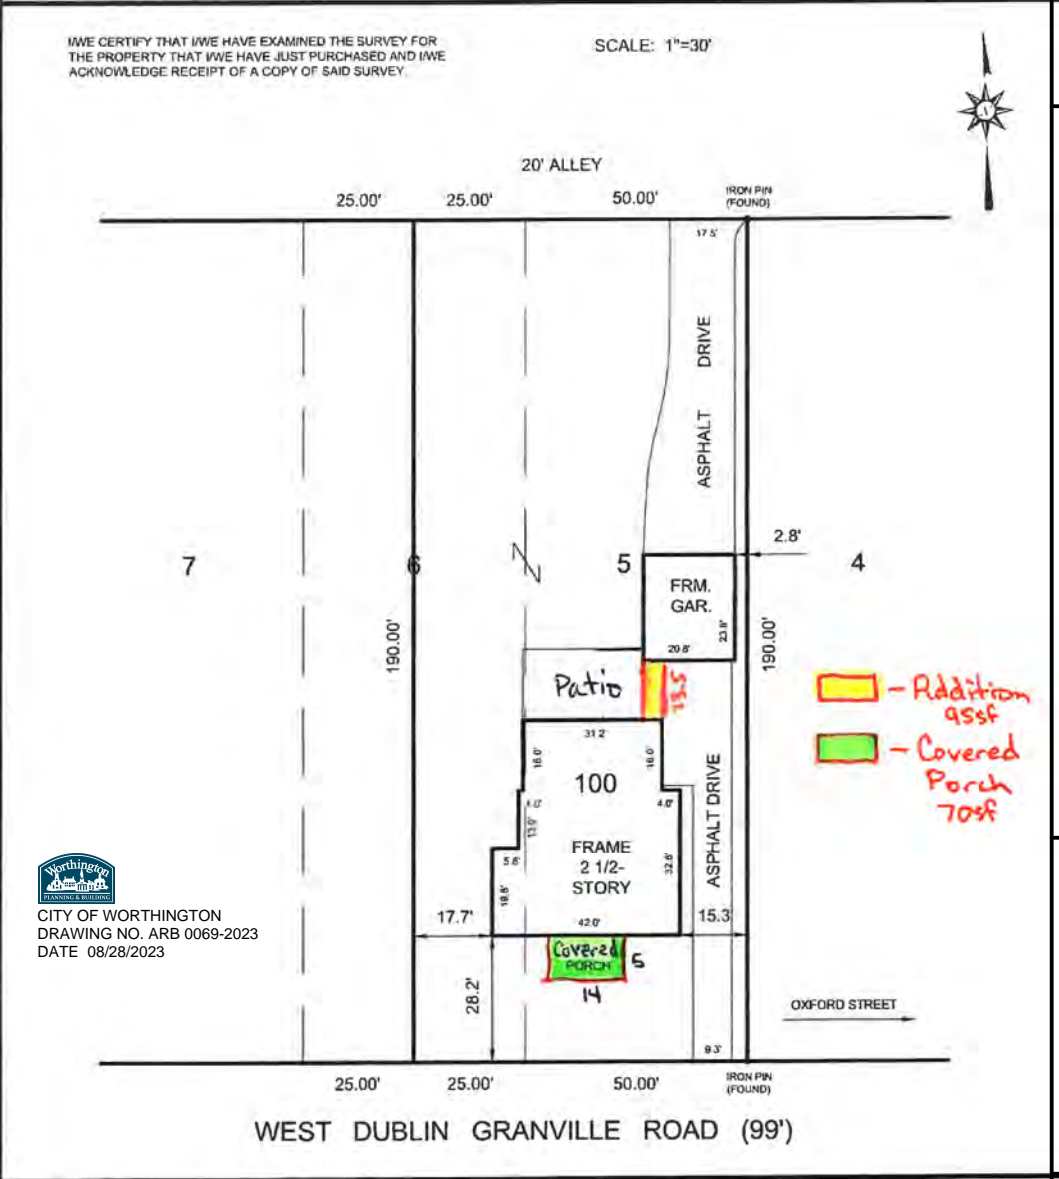 I/WE CERTIFY THAT I/WE HAVE EXAMINED THE SURVEY FOR
THE PROPERTY THAT I/WE HAVE JUST PURCHASED AND I/WE
ACKNOWLEDGE RECEIPT OF A COPY OF SAID SURVEY.
SCALE: 1"=30'
20' ALLEY
25.00'
25.00'
50.00'
IRON PIN
(FOUND)
17.5'
ASPHALT DRIVE
2.8'
7
6
N
5
4
FRM.
GAR.
23.8'
20.8'
190.00'
190.00'
Patio
13.5
- Addition
95sf
- Covered
Porch
70sf
31.2'
16.0'
16.0'
100
4.0'
13.0'
ASPHALT DRIVE
FRAME
2 1/2-
STORY
5.8'
19.8'
32.8'
42.0'
17.7'
15.3
Worthington
PLANNING & BUILDING
CITY OF WORTHINGTON
DRAWING NO. ARB 0069-2023
DATE 08/28/2023
Covered
PORCH
5
14
28.2'
OXFORD STREET
9.3'
25.00'
25.00'
50.00'
IRON PIN
(FOUND)
WEST DUBLIN GRANVILLE ROAD (99')